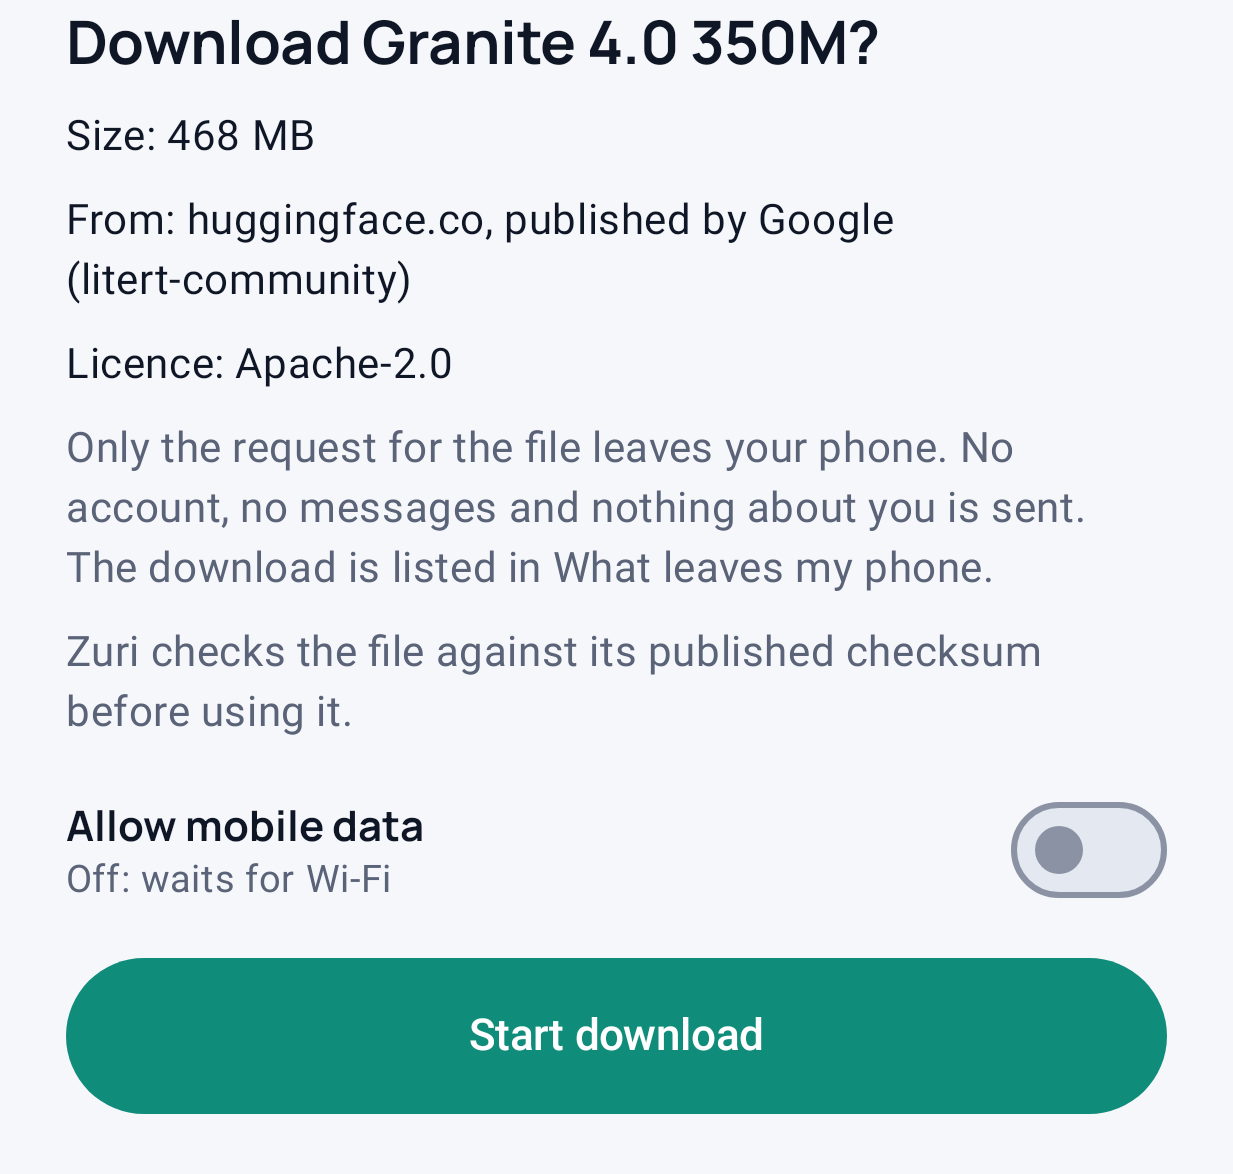 Download Granite 4.0 350M?
Size: 468 MB
From: huggingface.co, published by Google
(litert-community)
Licence: Apache-2.0
Only the request for the file leaves your phone. No
account, no messages and nothing about you is sent.
The download is listed in What leaves my phone.
Zuri checks the file against its published checksum
before using it.
Allow mobile data
Off: waits for Wi-Fi
Start download